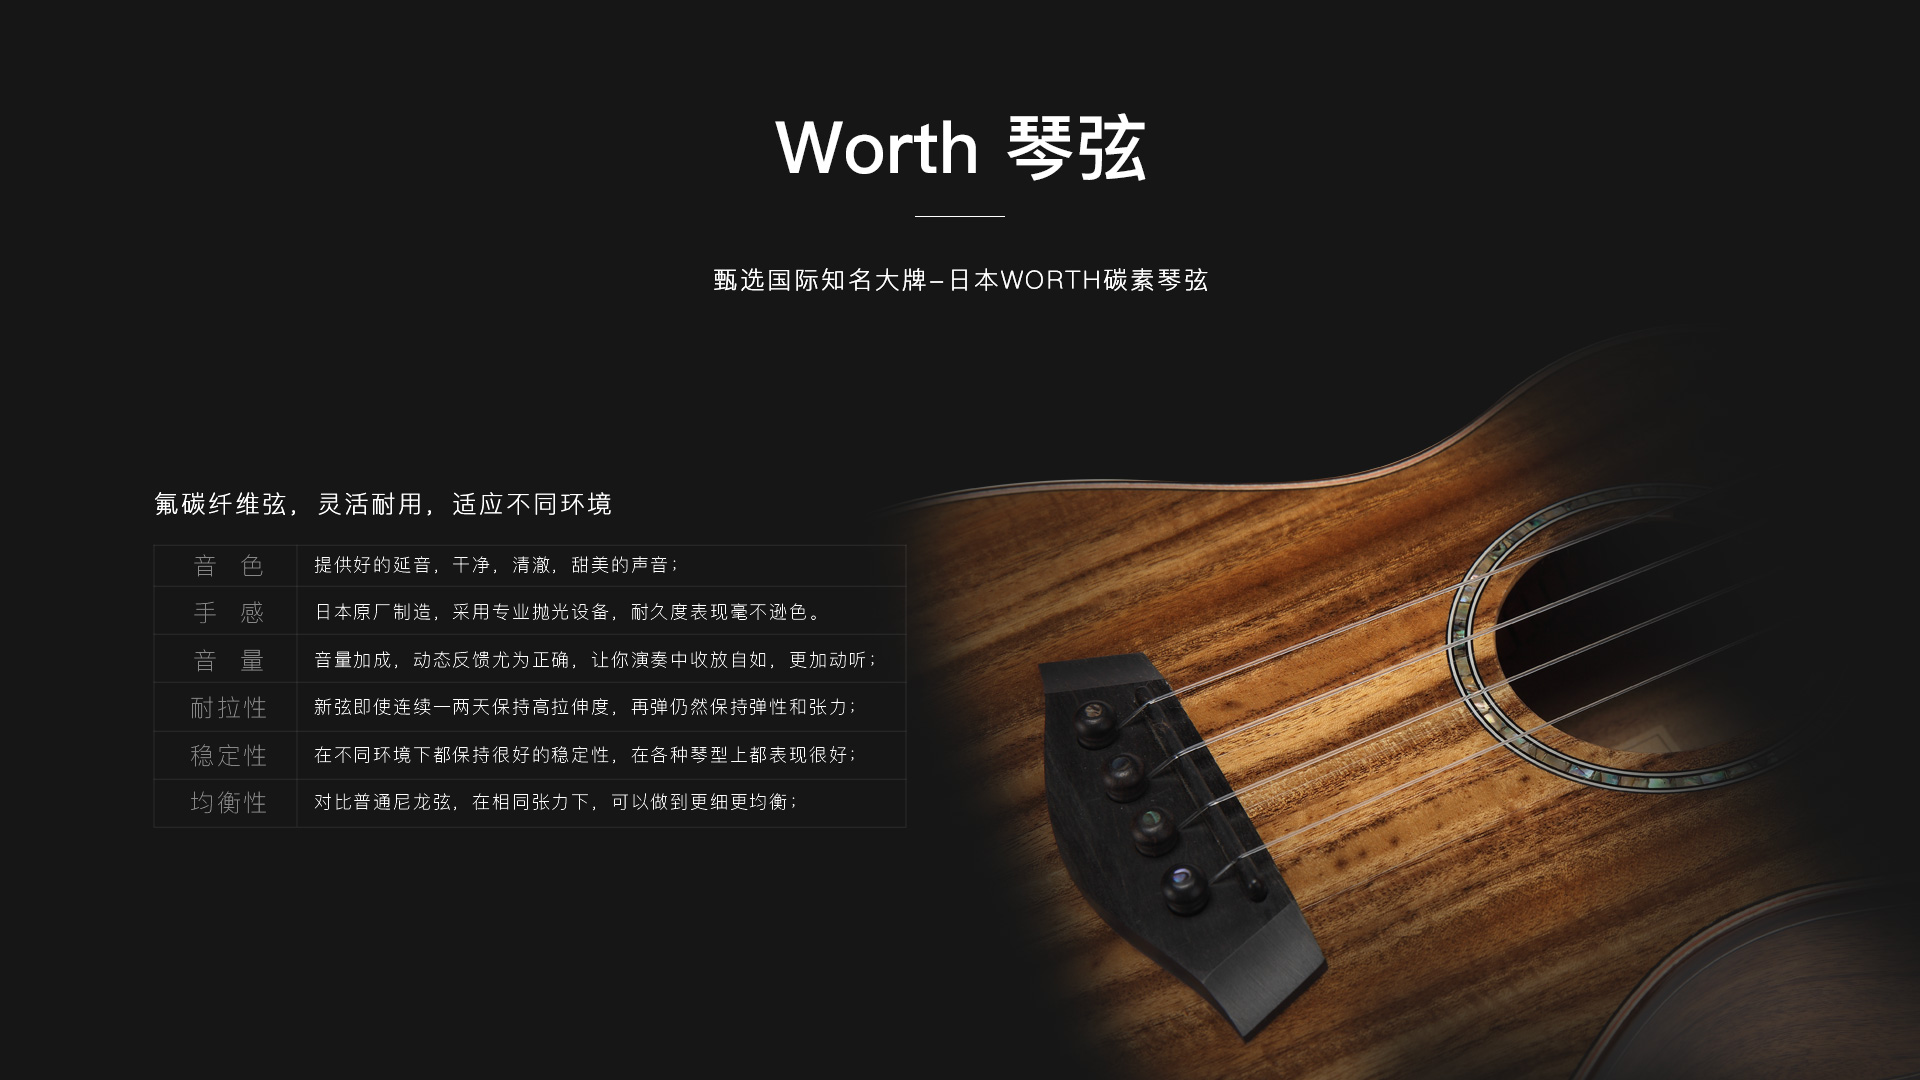 Worth 琴弦
甄选国际知名大牌–日本WORTH碳素琴弦
氟碳纤维弦，灵活耐用，适应不同环境
音 色 提供好的延音，干净，清澈，甜美的声音；
手 感 日本原厂制造，采用专业抛光设备，耐久度表现毫不逊色。
音 量 音量加成，动态反馈尤为正确，让你演奏中收放自如，更加动听；
耐拉性 新弦即使连续一两天保持高拉伸度，再弹仍然保持弹性和张力；
稳定性 在不同环境下都保持很好的稳定性，在各种琴型上都表现很好；
均衡性 对比普通尼龙弦，在相同张力下，可以做到更细更均衡；